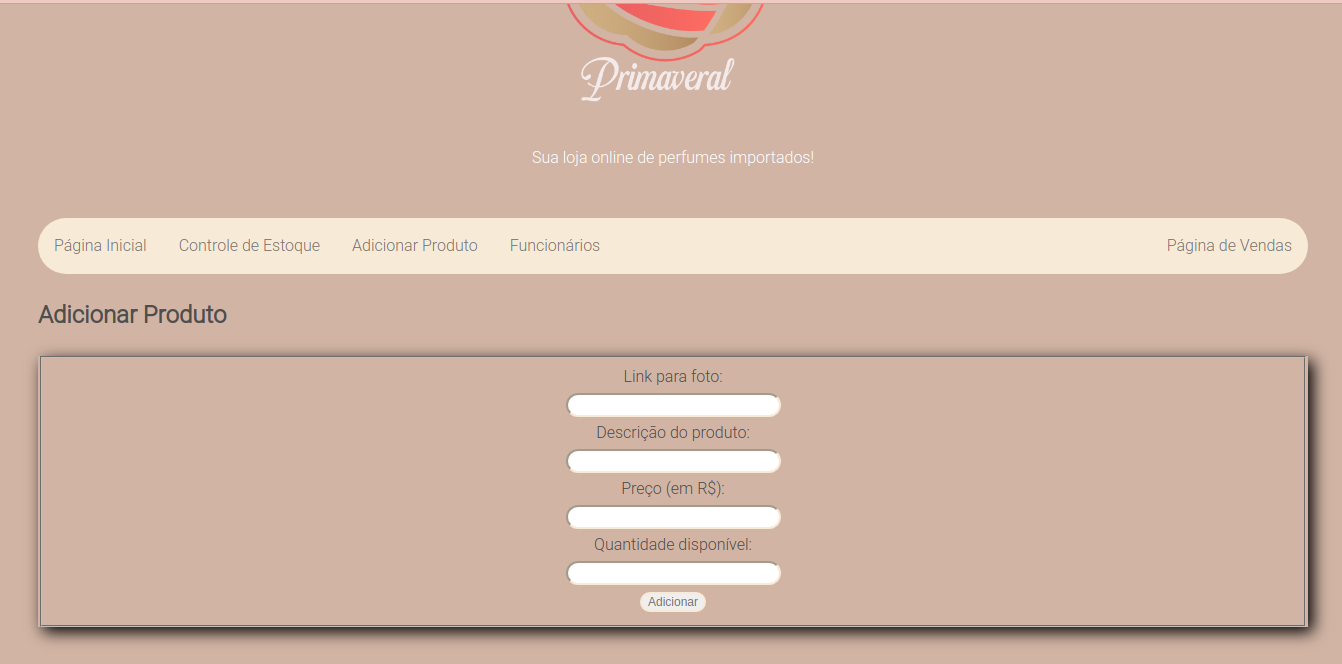 Primaveral
Sua loja online de perfumes importados!
Página Inicial Controle de Estoque Adicionar Produto Funcionários Página de Vendas
Adicionar Produto
Link para foto:
Descrição do produto:
Preço (em R$):
Quantidade disponível:
Adicionar